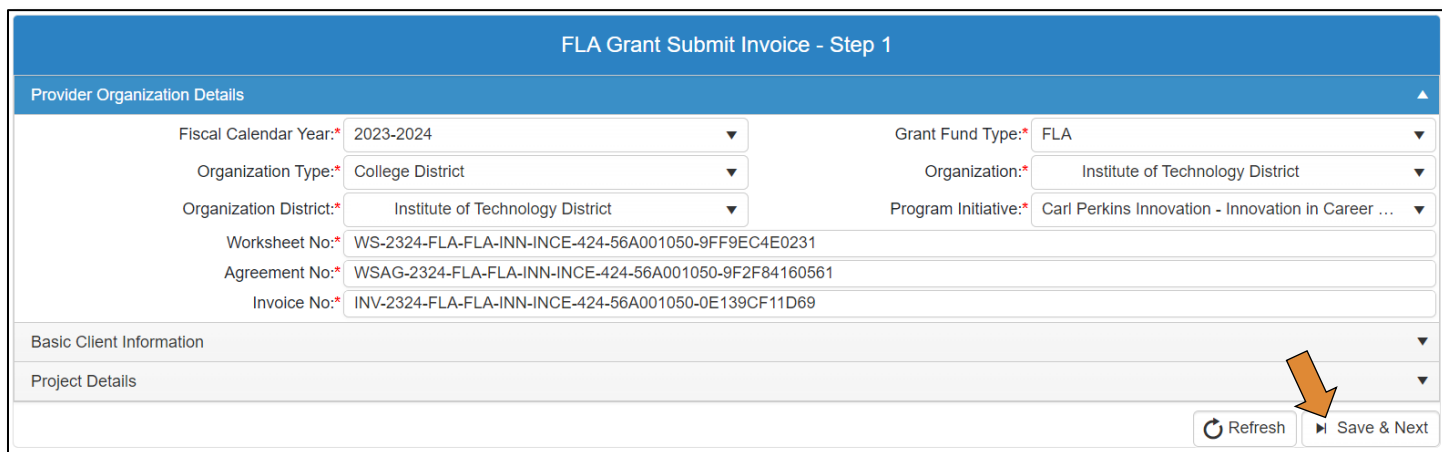 FLA Grant Submit Invoice - Step 1
Provider Organization Details
Fiscal Calendar Year:* 2023-2024 Grant Fund Type:* FLA
Organization Type:* College District Organization:* Institute of Technology District
Organization District:* Institute of Technology District Program Initiative:* Carl Perkins Innovation - Innovation in Career ...
Worksheet No:* WS-2324-FLA-FLA-INN-INCE-424-56A001050-9FF9EC4E0231
Agreement No:* WSAG-2324-FLA-FLA-INN-INCE-424-56A001050-9F2F84160561
Invoice No:* INV-2324-FLA-FLA-INN-INCE-424-56A001050-0E139CF11D69
Basic Client Information
Project Details
Refresh Save & Next